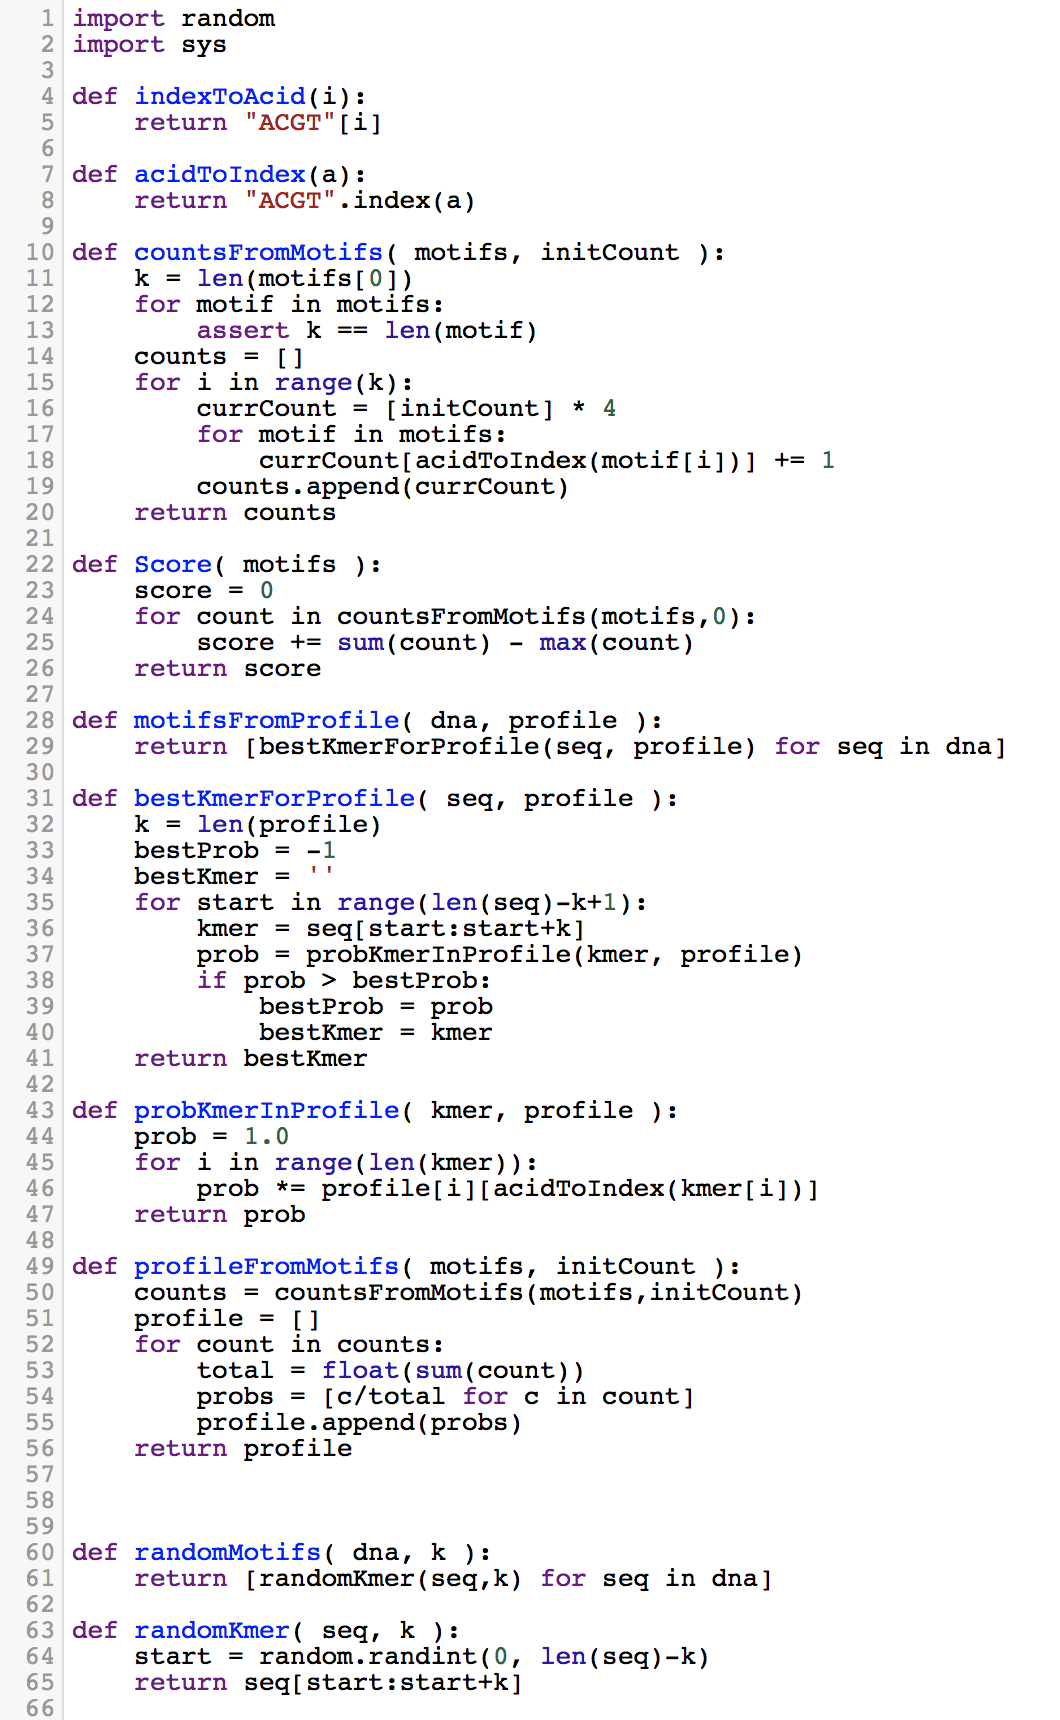 1 import random
2 import sys
3
4 def indexToAcid(i):
5     return "ACGT"[i]
6
7 def acidToIndex(a):
8     return "ACGT".index(a)
9
10 def countsFromMotifs( motifs, initCount ):
11     k = len(motifs[0])
12     for motif in motifs:
13         assert k == len(motif)
14     counts = []
15     for i in range(k):
16         currCount = [initCount] * 4
17         for motif in motifs:
18             currCount[acidToIndex(motif[i])] += 1
19         counts.append(currCount)
20     return counts
21
22 def Score( motifs ):
23     score = 0
24     for count in countsFromMotifs(motifs,0):
25         score += sum(count) - max(count)
26     return score
27
28 def motifsFromProfile( dna, profile ):
29     return [bestKmerForProfile(seq, profile) for seq in dna]
30
31 def bestKmerForProfile( seq, profile ):
32     k = len(profile)
33     bestProb = -1
34     bestKmer = ''
35     for start in range(len(seq)-k+1):
36         kmer = seq[start:start+k]
37         prob = probKmerInProfile(kmer, profile)
38         if prob > bestProb:
39             bestProb = prob
40             bestKmer = kmer
41     return bestKmer
42
43 def probKmerInProfile( kmer, profile ):
44     prob = 1.0
45     for i in range(len(kmer)):
46         prob *= profile[i][acidToIndex(kmer[i])]
47     return prob
48
49 def profileFromMotifs( motifs, initCount ):
50     counts = countsFromMotifs(motifs,initCount)
51     profile = []
52     for count in counts:
53         total = float(sum(count))
54         probs = [c/total for c in count]
55         profile.append(probs)
56     return profile
57
58
59
60 def randomMotifs( dna, k ):
61     return [randomKmer(seq,k) for seq in dna]
62
63 def randomKmer( seq, k ):
64     start = random.randint(0, len(seq)-k)
65     return seq[start:start+k]
66